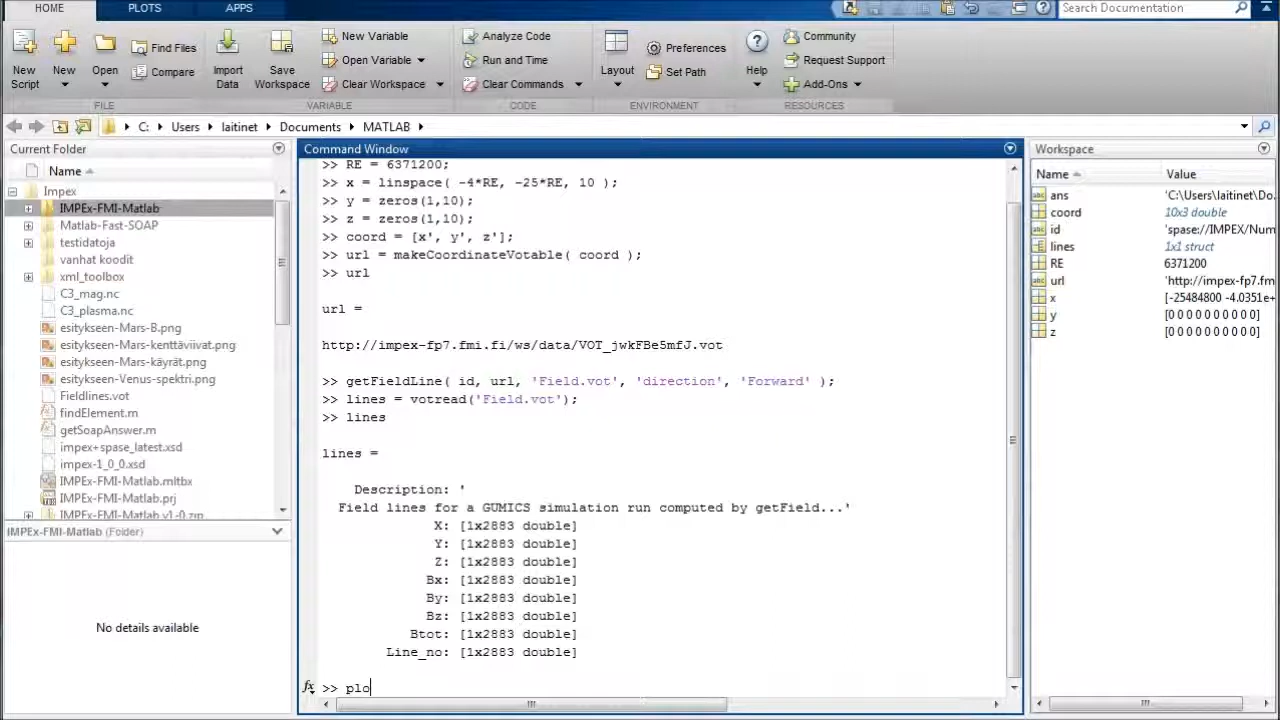 HOME PLOTS APPS Search Documentation
New Script New Open Find Files Compare Import Data Save Workspace New Variable Open Variable Clear Workspace Analyze Code Run and Time Clear Commands Layout Preferences Set Path Help Community Request Support Add-Ons
FILE VARIABLE CODE ENVIRONMENT RESOURCES
C: Users laitinet Documents MATLAB
Current Folder
Name
Impex
IMPEx-FMI-Matlab
Matlab-Fast-SOAP
testidatoja
vanhat koodit
xml_toolbox
C3_mag.nc
C3_plasma.nc
esitykseen-Mars-B.png
esitykseen-Mars-kenttäviivat.png
esitykseen-Mars-käyrät.png
esitykseen-Venus-spektri.png
Fieldlines.vot
findElement.m
getSoapAnswer.m
impex+spase_latest.xsd
impex-1_0_0.xsd
IMPEx-FMI-Matlab.mltbx
IMPEx-FMI-Matlab.prj
IMPEx-FMI-Matlab v1-0.zip
IMPEx-FMI-Matlab (Folder)
No details available
Command Window
>> RE = 6371200;
>> x = linspace( -4*RE, -25*RE, 10 );
>> y = zeros(1,10);
>> z = zeros(1,10);
>> coord = [x', y', z'];
>> url = makeCoordinateVotable( coord );
>> url
url =
http://impex-fp7.fmi.fi/ws/data/VOT_jwkFBe5mfJ.vot
>> getFieldLine( id, url, 'Field.vot', 'direction', 'Forward' );
>> lines = votread('Field.vot');
>> lines
lines =
Description: '
Field lines for a GUMICS simulation run computed by getField...'
X: [1x2883 double]
Y: [1x2883 double]
Z: [1x2883 double]
Bx: [1x2883 double]
By: [1x2883 double]
Bz: [1x2883 double]
Btot: [1x2883 double]
Line_no: [1x2883 double]
fx >> plo
Workspace
Name Value
ans 'C:\Users\laitinet\Do...
coord 10x3 double
id 'spase://IMPEX/Num
lines 1x1 struct
RE 6371200
url 'http://impex-fp7.fm
x [-25484800 -4.0351e+
y [0 0 0 0 0 0 0 0 0 0]
z [0 0 0 0 0 0 0 0 0 0]